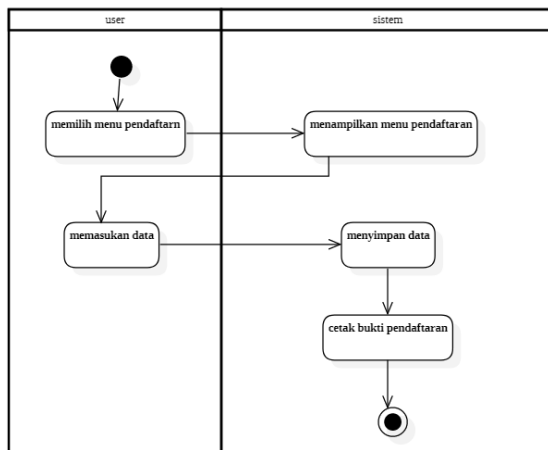 user
sistem
memilih menu pendaftarn
menampilkan menu pendaftaran
memasukan data
menyimpan data
cetak bukti pendaftaran